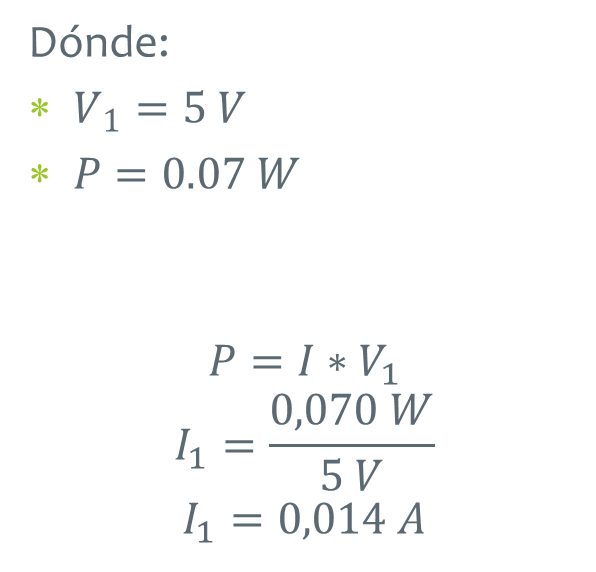 Dónde:
* V₁ = 5 V
* P = 0.07 W
P = I * V₁
I₁ = 0,070 W / 5 V
I₁ = 0,014 A